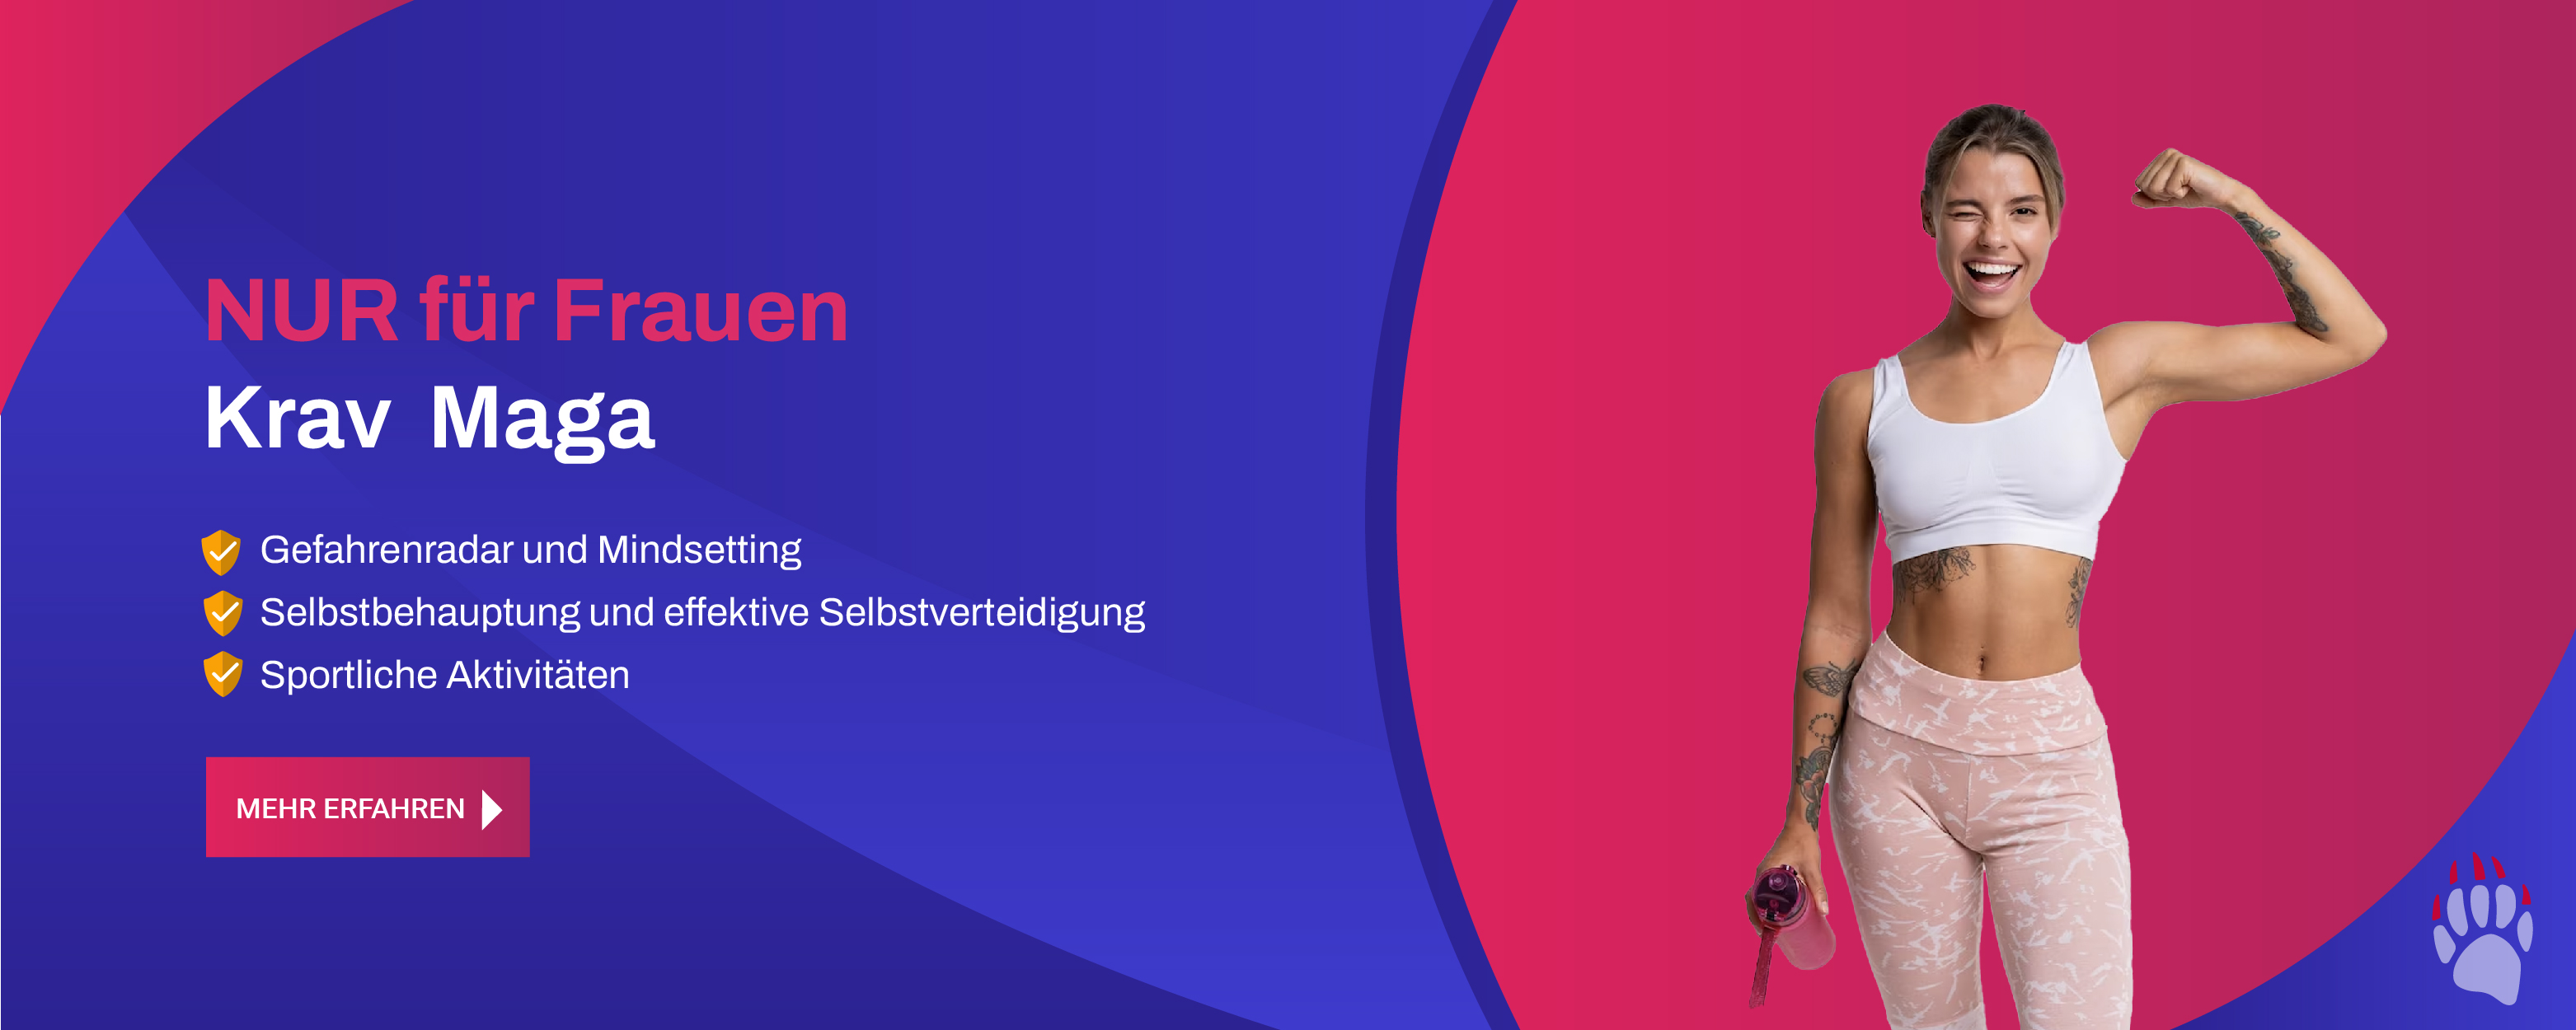 NUR für Frauen
Krav Maga
Gefahrenradar und Mindsetting
Selbstbehauptung und effektive Selbstverteidigung
Sportliche Aktivitäten
MEHR ERFAHREN